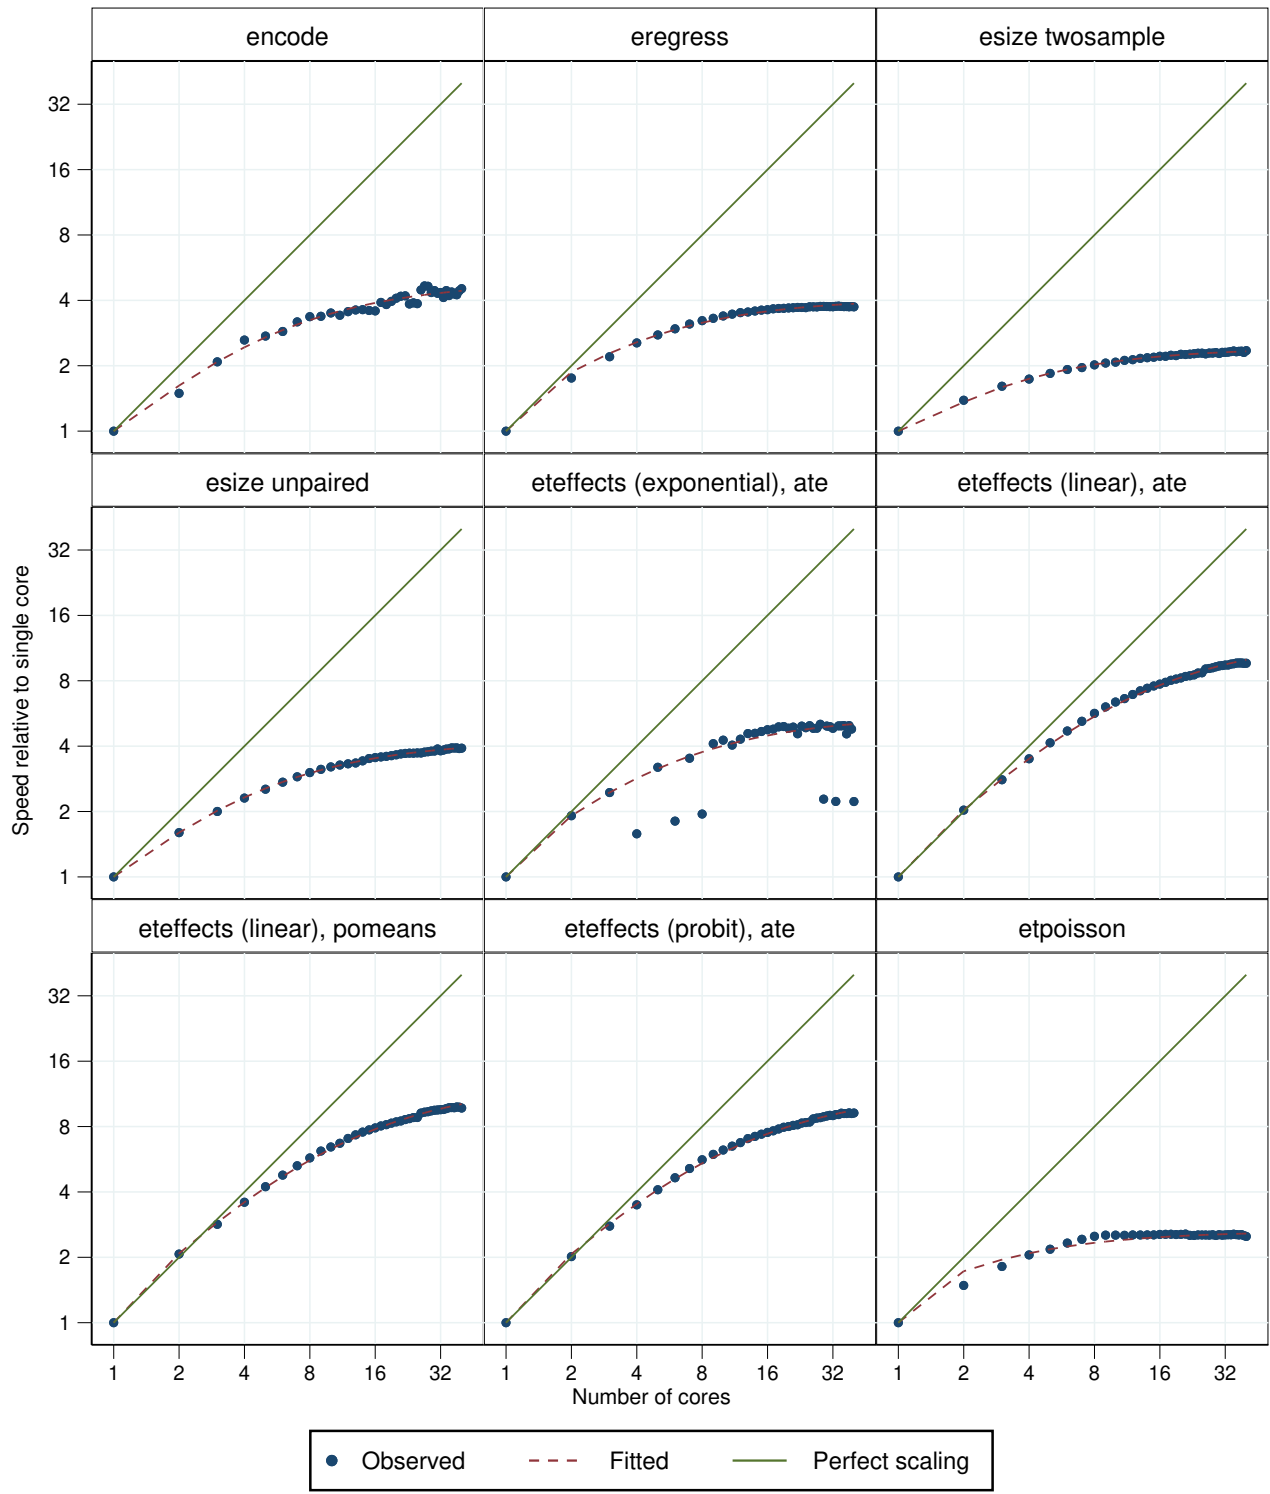 encode eregress esize twosample
32
16
8
4
2
1
esize unpaired eteffects (exponential), ate eteffects (linear), ate
32
16
8
4
2
1
Speed relative to single core
eteffects (linear), pomeans eteffects (probit), ate etpoisson
32
16
8
4
2
1
1 2 4 8 16 32 1 2 4 8 16 32 1 2 4 8 16 32
Number of cores
Observed Fitted Perfect scaling